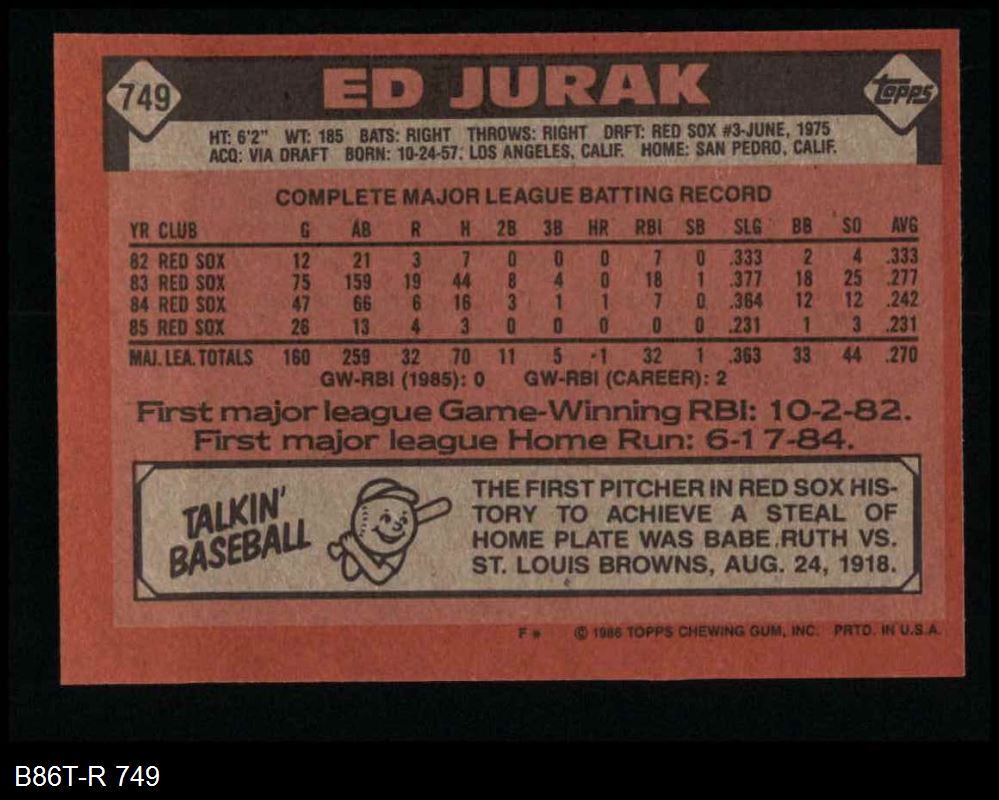 749 ED JURAK Topps
HT: 6'2" WT: 185 BATS: RIGHT THROWS: RIGHT DRFT: RED SOX #3-JUNE, 1975
ACQ: VIA DRAFT BORN: 10-24-57, LOS ANGELES, CALIF. HOME: SAN PEDRO, CALIF.
COMPLETE MAJOR LEAGUE BATTING RECORD
YR CLUB G AB R H 2B 3B HR RBI SB SLG BB SO AVG
82 RED SOX 12 21 3 7 0 0 0 7 0 .333 2 4 .333
83 RED SOX 75 159 19 44 8 4 0 18 1 .377 18 25 .277
84 RED SOX 47 66 6 16 3 1 1 7 0 .364 12 12 .242
85 RED SOX 26 13 4 3 0 0 0 0 0 .231 1 3 .231
MAJ. LEA. TOTALS 160 259 32 70 11 5 1 32 1 .363 33 44 .270
GW-RBI (1985): 0 GW-RBI (CAREER): 2
First major league Game-Winning RBI: 10-2-82.
First major league Home Run: 6-17-84.
TALKIN'
BASEBALL
THE FIRST PITCHER IN RED SOX HIS-
TORY TO ACHIEVE A STEAL OF
HOME PLATE WAS BABE RUTH VS.
ST. LOUIS BROWNS, AUG. 24, 1918.
F * © 1986 TOPPS CHEWING GUM, INC. PRTD. IN U.S.A.
B86T-R 749